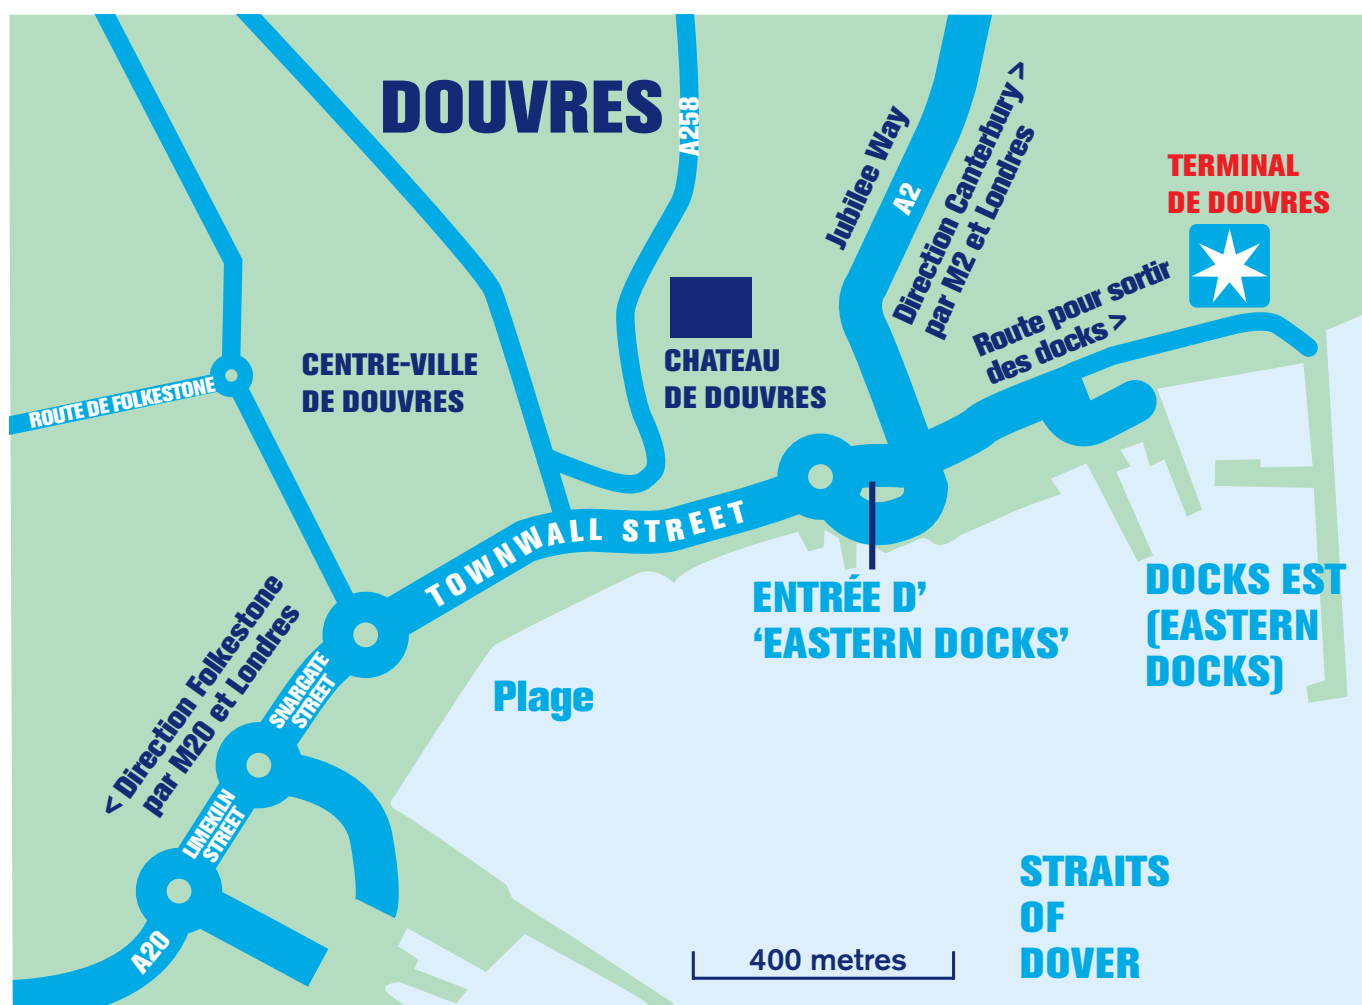 DOUVRES
A258
Jubilee Way
A2
Direction Canterbury >
par M2 et Londres
TERMINAL
DE DOUVRES
Route pour sortir
des docks >
CENTRE-VILLE
DE DOUVRES
CHATEAU
DE DOUVRES
ROUTE DE FOLKESTONE
TOWNWALL STREET
ENTRÉE D'
‘EASTERN DOCKS’
DOCKS EST
(EASTERN
DOCKS)
< Direction Folkestone
par M20 et Londres
SNARGATE
STREET
Plage
LIMEKILN
STREET
A20
STRAITS
OF
DOVER
400 metres